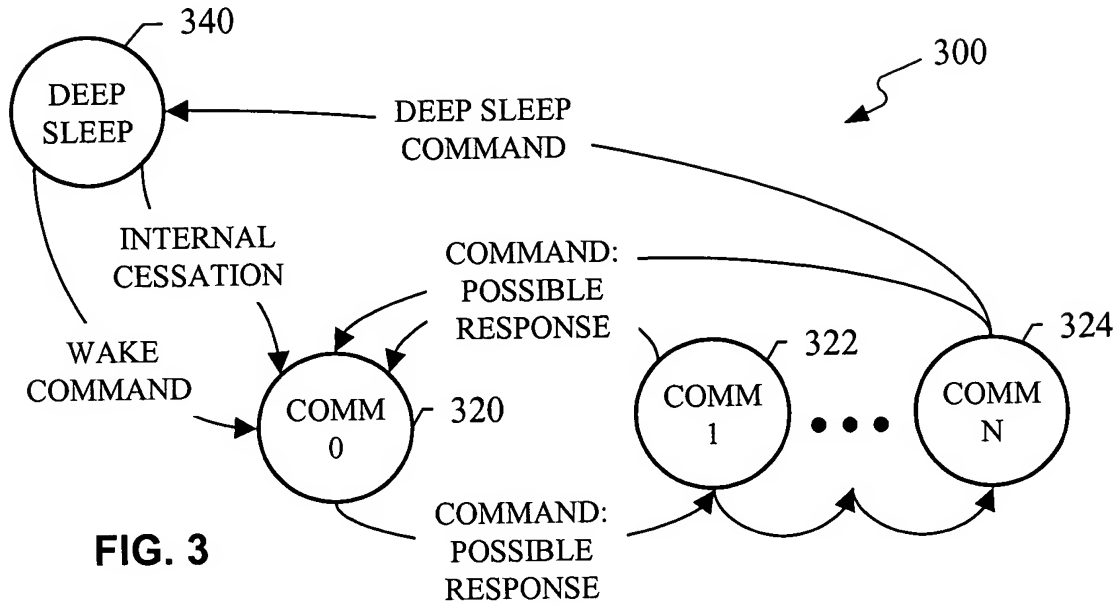 340
300
DEEP
SLEEP
DEEP SLEEP
COMMAND
INTERNAL
CESSATION
COMMAND:
POSSIBLE
RESPONSE
WAKE
COMMAND
322
324
COMM
0
320
COMM
1
COMM
N
COMMAND:
POSSIBLE
RESPONSE
FIG. 3